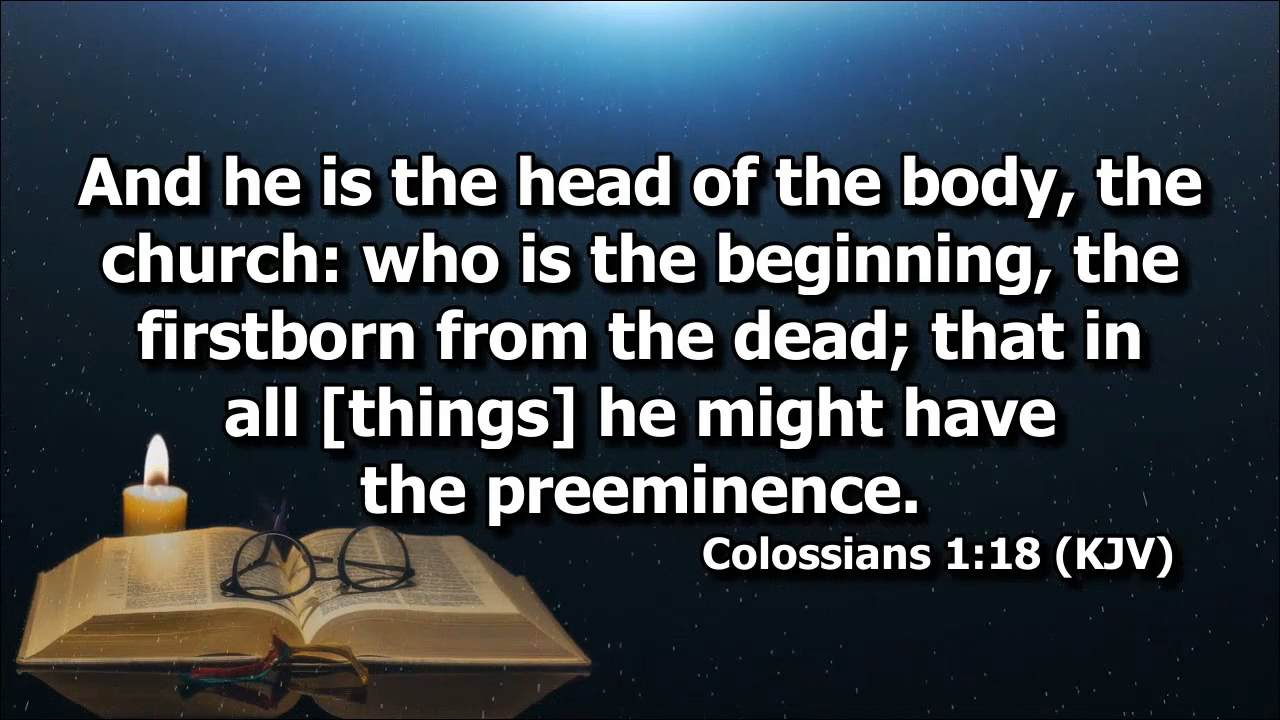 And he is the head of the body, the
church: who is the beginning, the
firstborn from the dead; that in
all [things] he might have
the preeminence.
Colossians 1:18 (KJV)